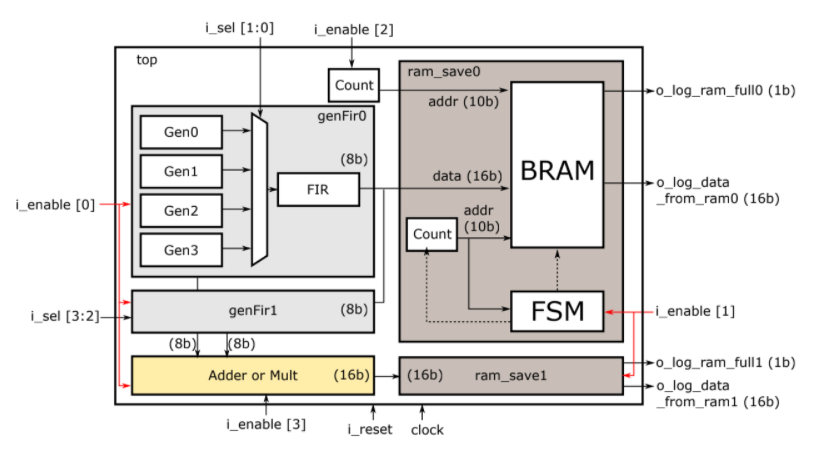 i_sel [1:0]
i_enable [2]
top
Count
ram_save0
addr (10b)
o_log_ram_full0 (1b)
genFir0
Gen0
Gen1
Gen2
Gen3
(8b)
FIR
data (16b)
BRAM
o_log_data
_from_ram0 (16b)
i_enable [0]
addr
(10b)
Count
FSM
i_enable [1]
i_sel [3:2]
genFir1
(8b)
(8b)
(8b)
Adder or Mult
(16b)
(16b)
ram_save1
o_log_ram_full1 (1b)
o_log_data
_from_ram1 (16b)
i_enable [3]
i_reset
clock